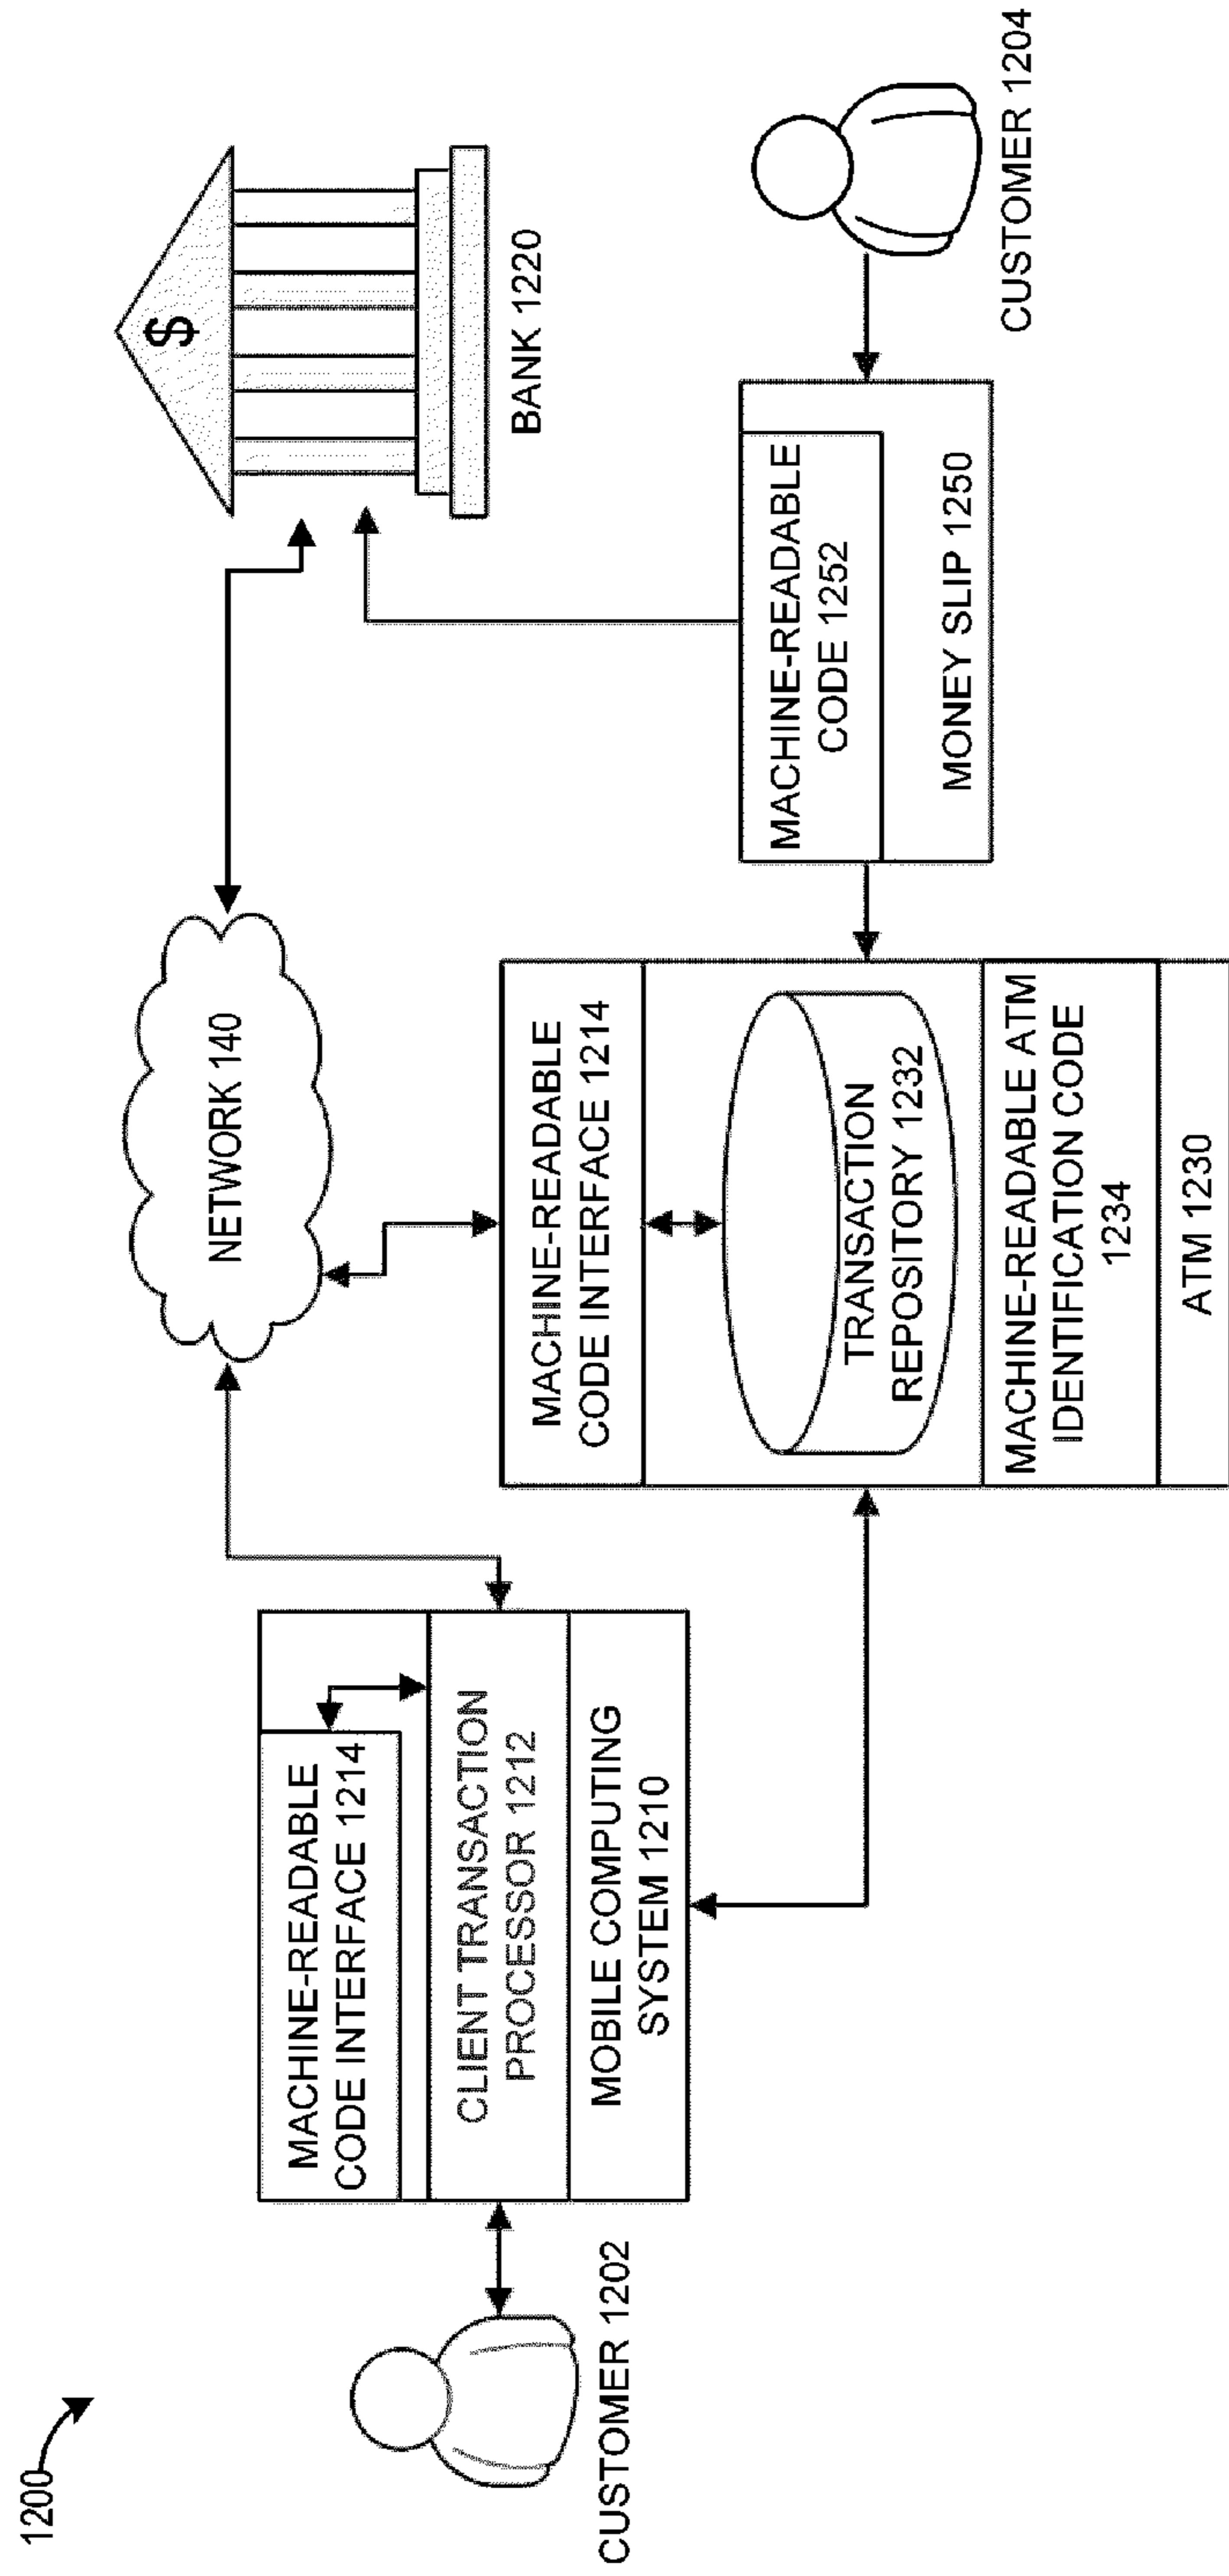 1200
CUSTOMER 1202
MACHINE-READABLE
CODE INTERFACE 1214
CLIENT TRANSACTION
PROCESSOR 1212
MOBILE COMPUTING
SYSTEM 1210
NETWORK 140
MACHINE-READABLE
CODE INTERFACE 1214
TRANSACTION
REPOSITORY 1232
MACHINE-READABLE ATM
IDENTIFICATION CODE
1234
ATM 1230
$
BANK 1220
MACHINE-READABLE
CODE 1252
MONEY SLIP 1250
CUSTOMER 1204